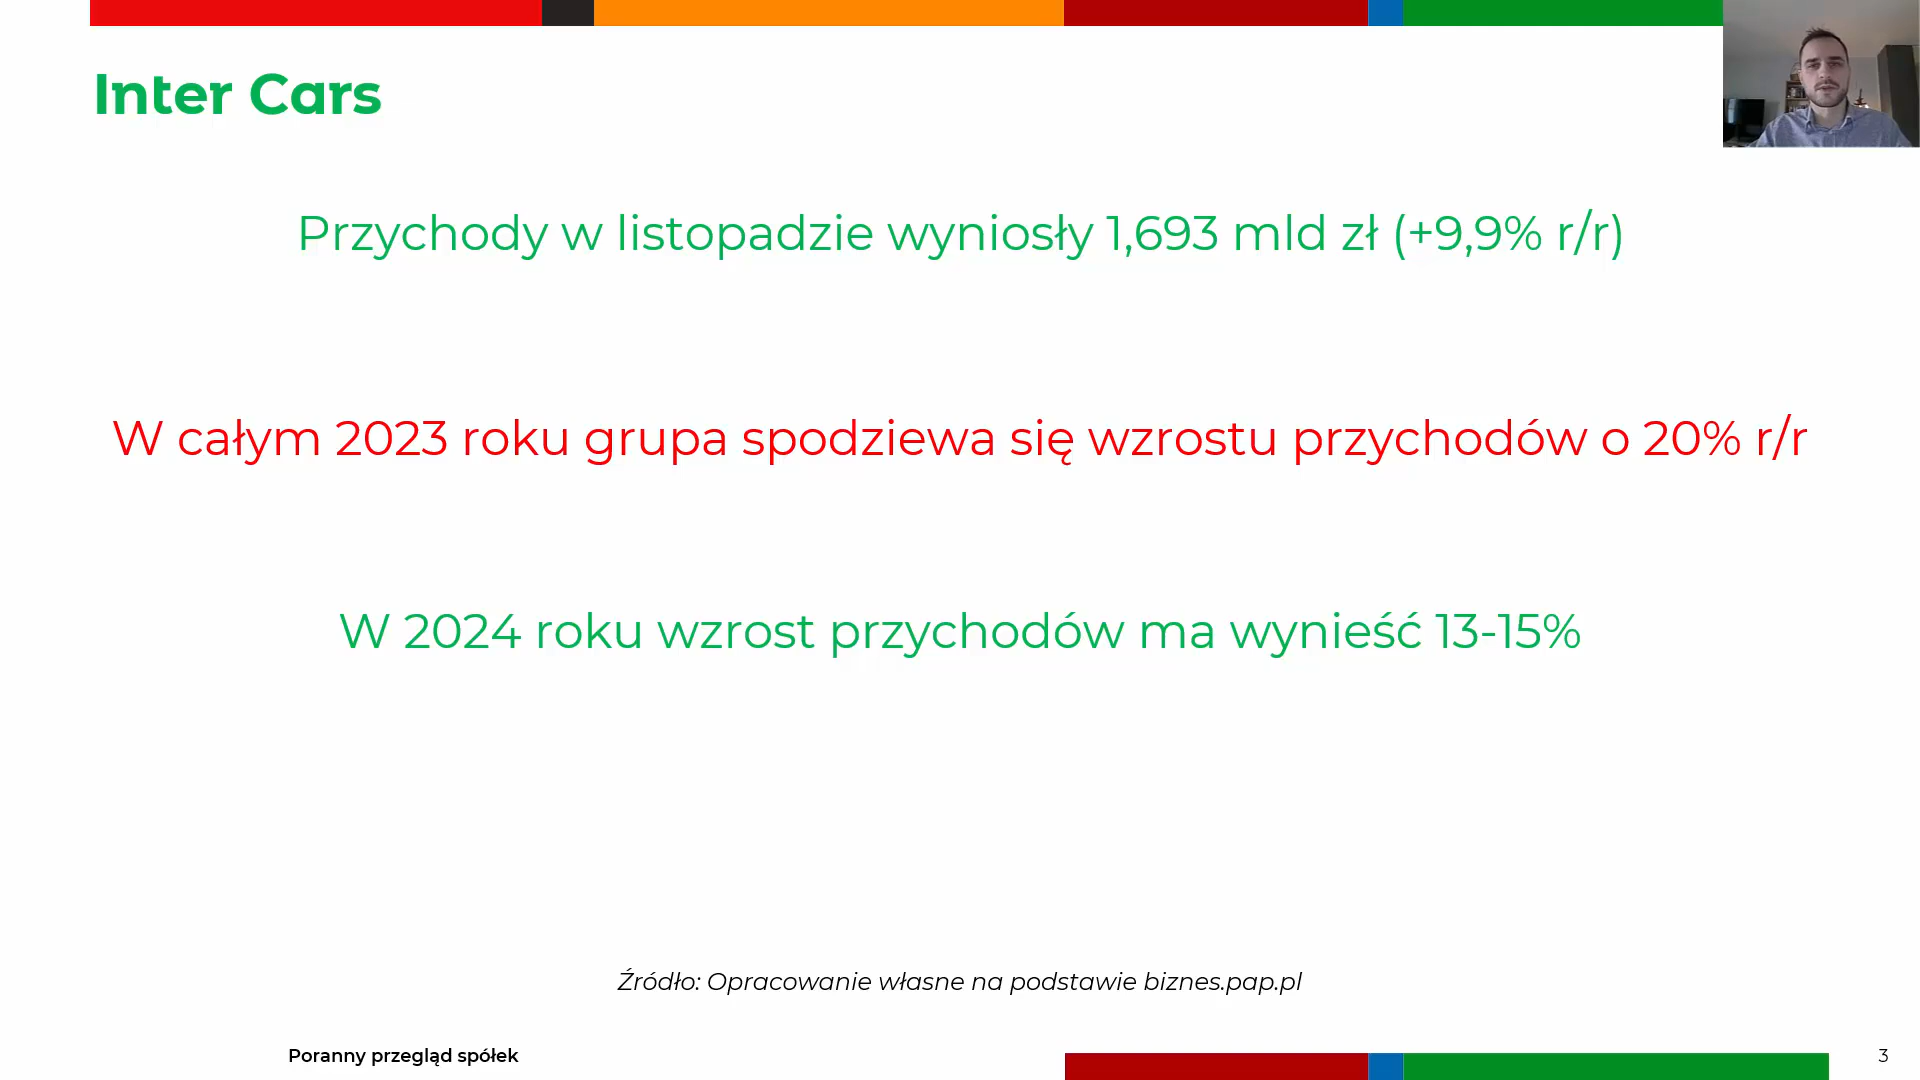 Inter Cars
Przychody w listopadzie wyniosły 1,693 mld zł (+9,9% r/r)
W całym 2023 roku grupa spodziewa się wzrostu przychodów o 20% r/r
W 2024 roku wzrost przychodów ma wynieść 13-15%
Źródło: Opracowanie własne na podstawie biznes.pap.pl
Poranny przegląd spółek
3